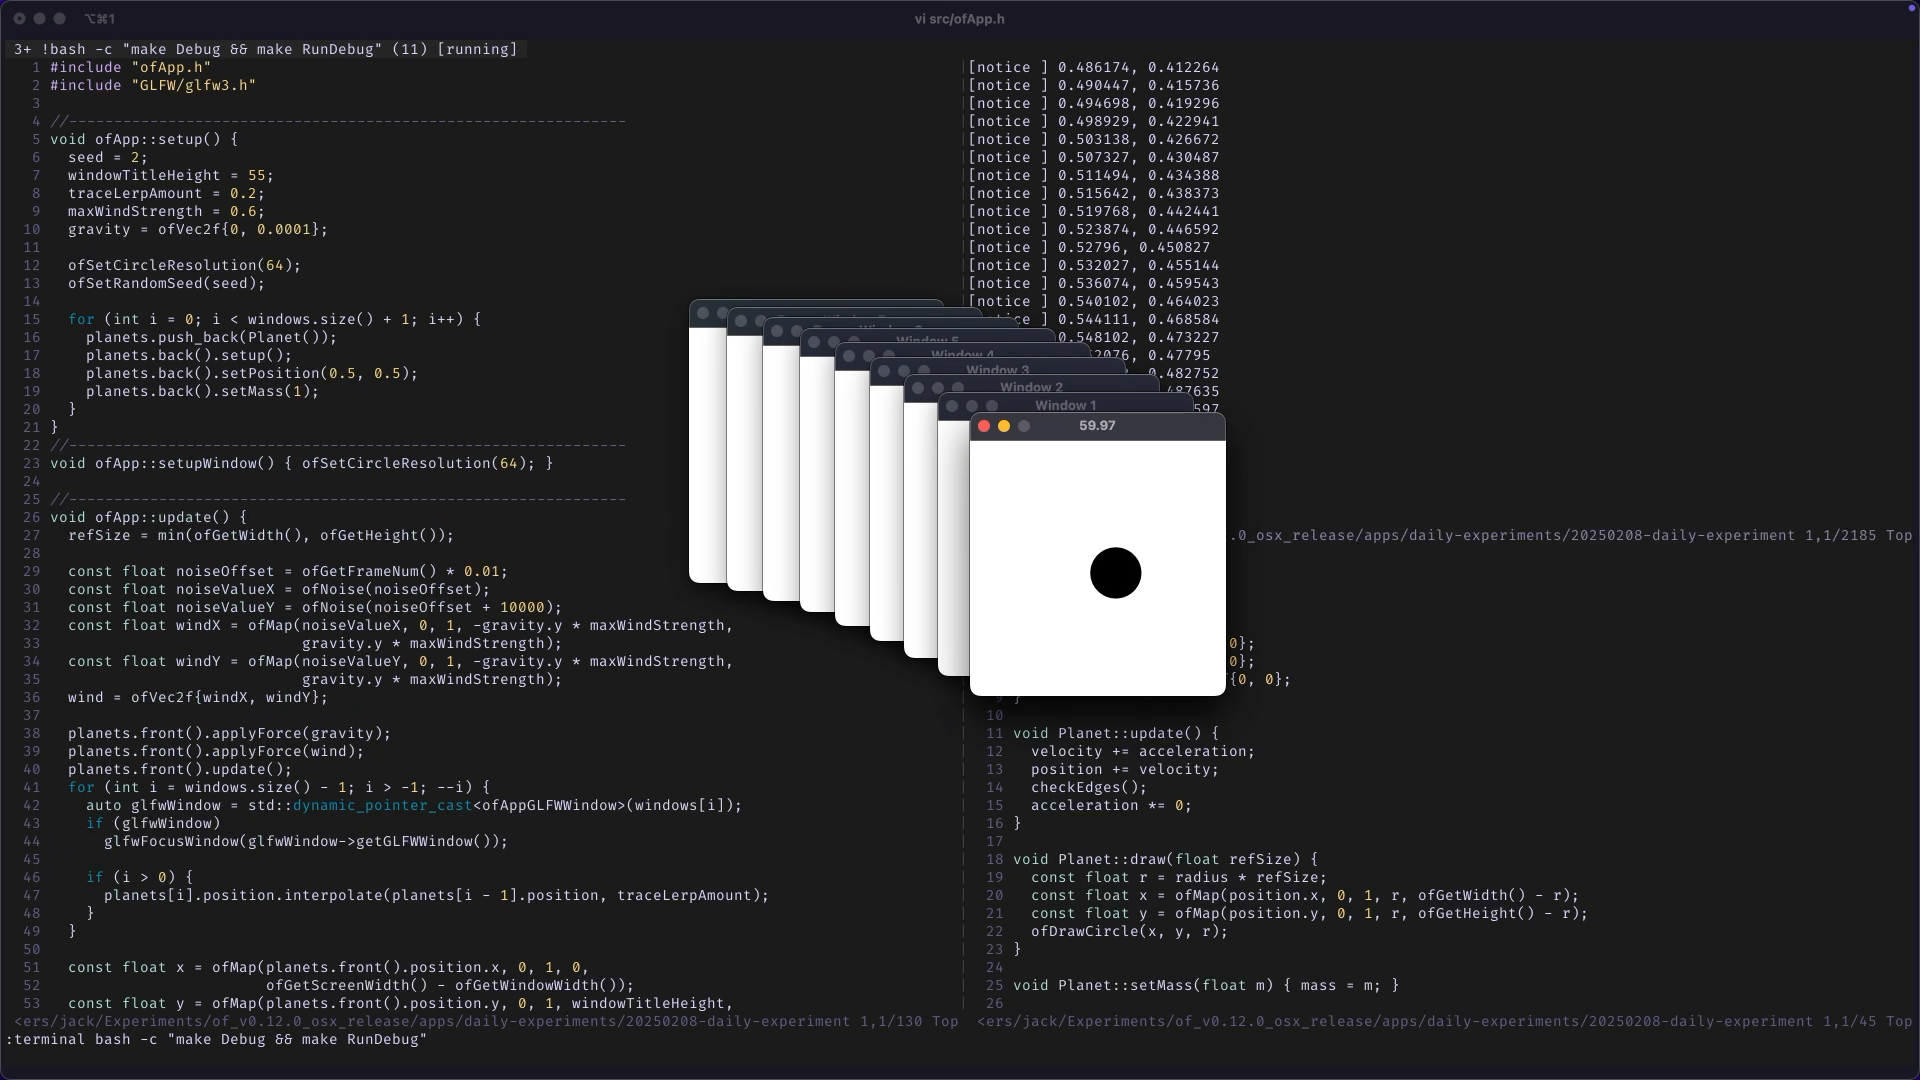 ⌥⌘1
vi src/ofApp.h
3+ !bash -c "make Debug && make RunDebug" (11) [running]
1 #include "ofApp.h"
2 #include "GLFW/glfw3.h"
3
4 //--------------------------------------------------------------
5 void ofApp::setup() {
6   seed = 2;
7   windowTitleHeight = 55;
8   traceLerpAmount = 0.2;
9   maxWindStrength = 0.6;
10   gravity = ofVec2f{0, 0.0001};
11
12   ofSetCircleResolution(64);
13   ofSetRandomSeed(seed);
14
15   for (int i = 0; i < windows.size() + 1; i++) {
16     planets.push_back(Planet());
17     planets.back().setup();
18     planets.back().setPosition(0.5, 0.5);
19     planets.back().setMass(1);
20   }
21 }
22 //--------------------------------------------------------------
23 void ofApp::setupWindow() { ofSetCircleResolution(64); }
24
25 //--------------------------------------------------------------
26 void ofApp::update() {
27   refSize = min(ofGetWidth(), ofGetHeight());
28
29   const float noiseOffset = ofGetFrameNum() * 0.01;
30   const float noiseValueX = ofNoise(noiseOffset);
31   const float noiseValueY = ofNoise(noiseOffset + 10000);
32   const float windX = ofMap(noiseValueX, 0, 1, -gravity.y * maxWindStrength,
33                             gravity.y * maxWindStrength);
34   const float windY = ofMap(noiseValueY, 0, 1, -gravity.y * maxWindStrength,
35                             gravity.y * maxWindStrength);
36   wind = ofVec2f{windX, windY};
37
38   planets.front().applyForce(gravity);
39   planets.front().applyForce(wind);
40   planets.front().update();
41   for (int i = windows.size() - 1; i > -1; --i) {
42     auto glfwWindow = std::dynamic_pointer_cast<ofAppGLFWWindow>(windows[i]);
43     if (glfwWindow)
44       glfwFocusWindow(glfwWindow->getGLFWWindow());
45
46     if (i > 0) {
47       planets[i].position.interpolate(planets[i - 1].position, traceLerpAmount);
48     }
49   }
50
51   const float x = ofMap(planets.front().position.x, 0, 1, 0,
52                         ofGetScreenWidth() - ofGetWindowWidth());
53   const float y = ofMap(planets.front().position.y, 0, 1, windowTitleHeight,
<ers/jack/Experiments/of_v0.12.0_osx_release/apps/daily-experiments/20250208-daily-experiment 1,1/130 Top
:terminal bash -c "make Debug && make RunDebug"
[notice ] 0.486174, 0.412264
[notice ] 0.490447, 0.415736
[notice ] 0.494698, 0.419296
[notice ] 0.498929, 0.422941
[notice ] 0.503138, 0.426672
[notice ] 0.507327, 0.430487
[notice ] 0.511494, 0.434388
[notice ] 0.515642, 0.438373
[notice ] 0.519768, 0.442441
[notice ] 0.523874, 0.446592
[notice ] 0.52796, 0.450827
[notice ] 0.532027, 0.455144
[notice ] 0.536074, 0.459543
[notice ] 0.540102, 0.464023
0.544111, 0.468584
.548102, 0.473227
2076, 0.47795
0.482752
487635
597
Window 5
Window 4
Window 3
Window 2
Window 1
59.97
.0_osx_release/apps/daily-experiments/20250208-daily-experiment 1,1/2185 Top
0};
0};
{0, 0};
9 }
10
11 void Planet::update() {
12   velocity += acceleration;
13   position += velocity;
14   checkEdges();
15   acceleration *= 0;
16 }
17
18 void Planet::draw(float refSize) {
19   const float r = radius * refSize;
20   const float x = ofMap(position.x, 0, 1, r, ofGetWidth() - r);
21   const float y = ofMap(position.y, 0, 1, r, ofGetHeight() - r);
22   ofDrawCircle(x, y, r);
23 }
24
25 void Planet::setMass(float m) { mass = m; }
26
<ers/jack/Experiments/of_v0.12.0_osx_release/apps/daily-experiments/20250208-daily-experiment 1,1/45 Top